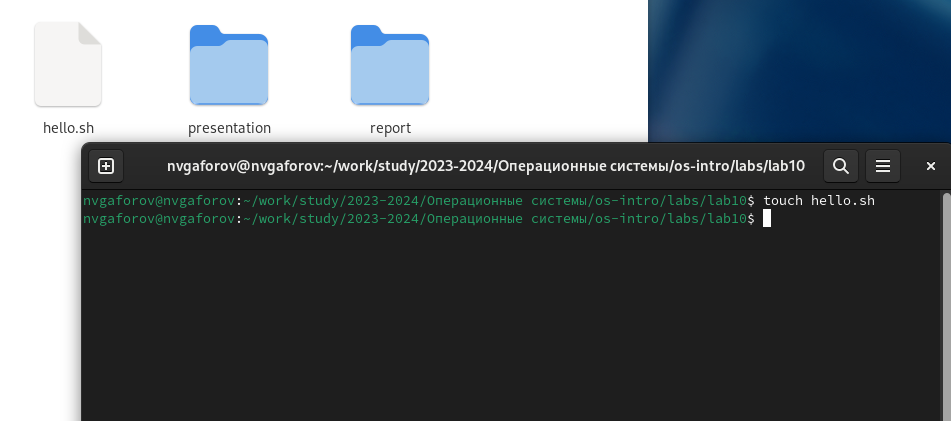 hello.sh
presentation
report
nvgaforov@nvgaforov:~/work/study/2023-2024/Операционные системы/os-intro/labs/lab10
nvgaforov@nvgaforov:~/work/study/2023-2024/Операционные системы/os-intro/labs/lab10$ touch hello.sh
nvgaforov@nvgaforov:~/work/study/2023-2024/Операционные системы/os-intro/labs/lab10$